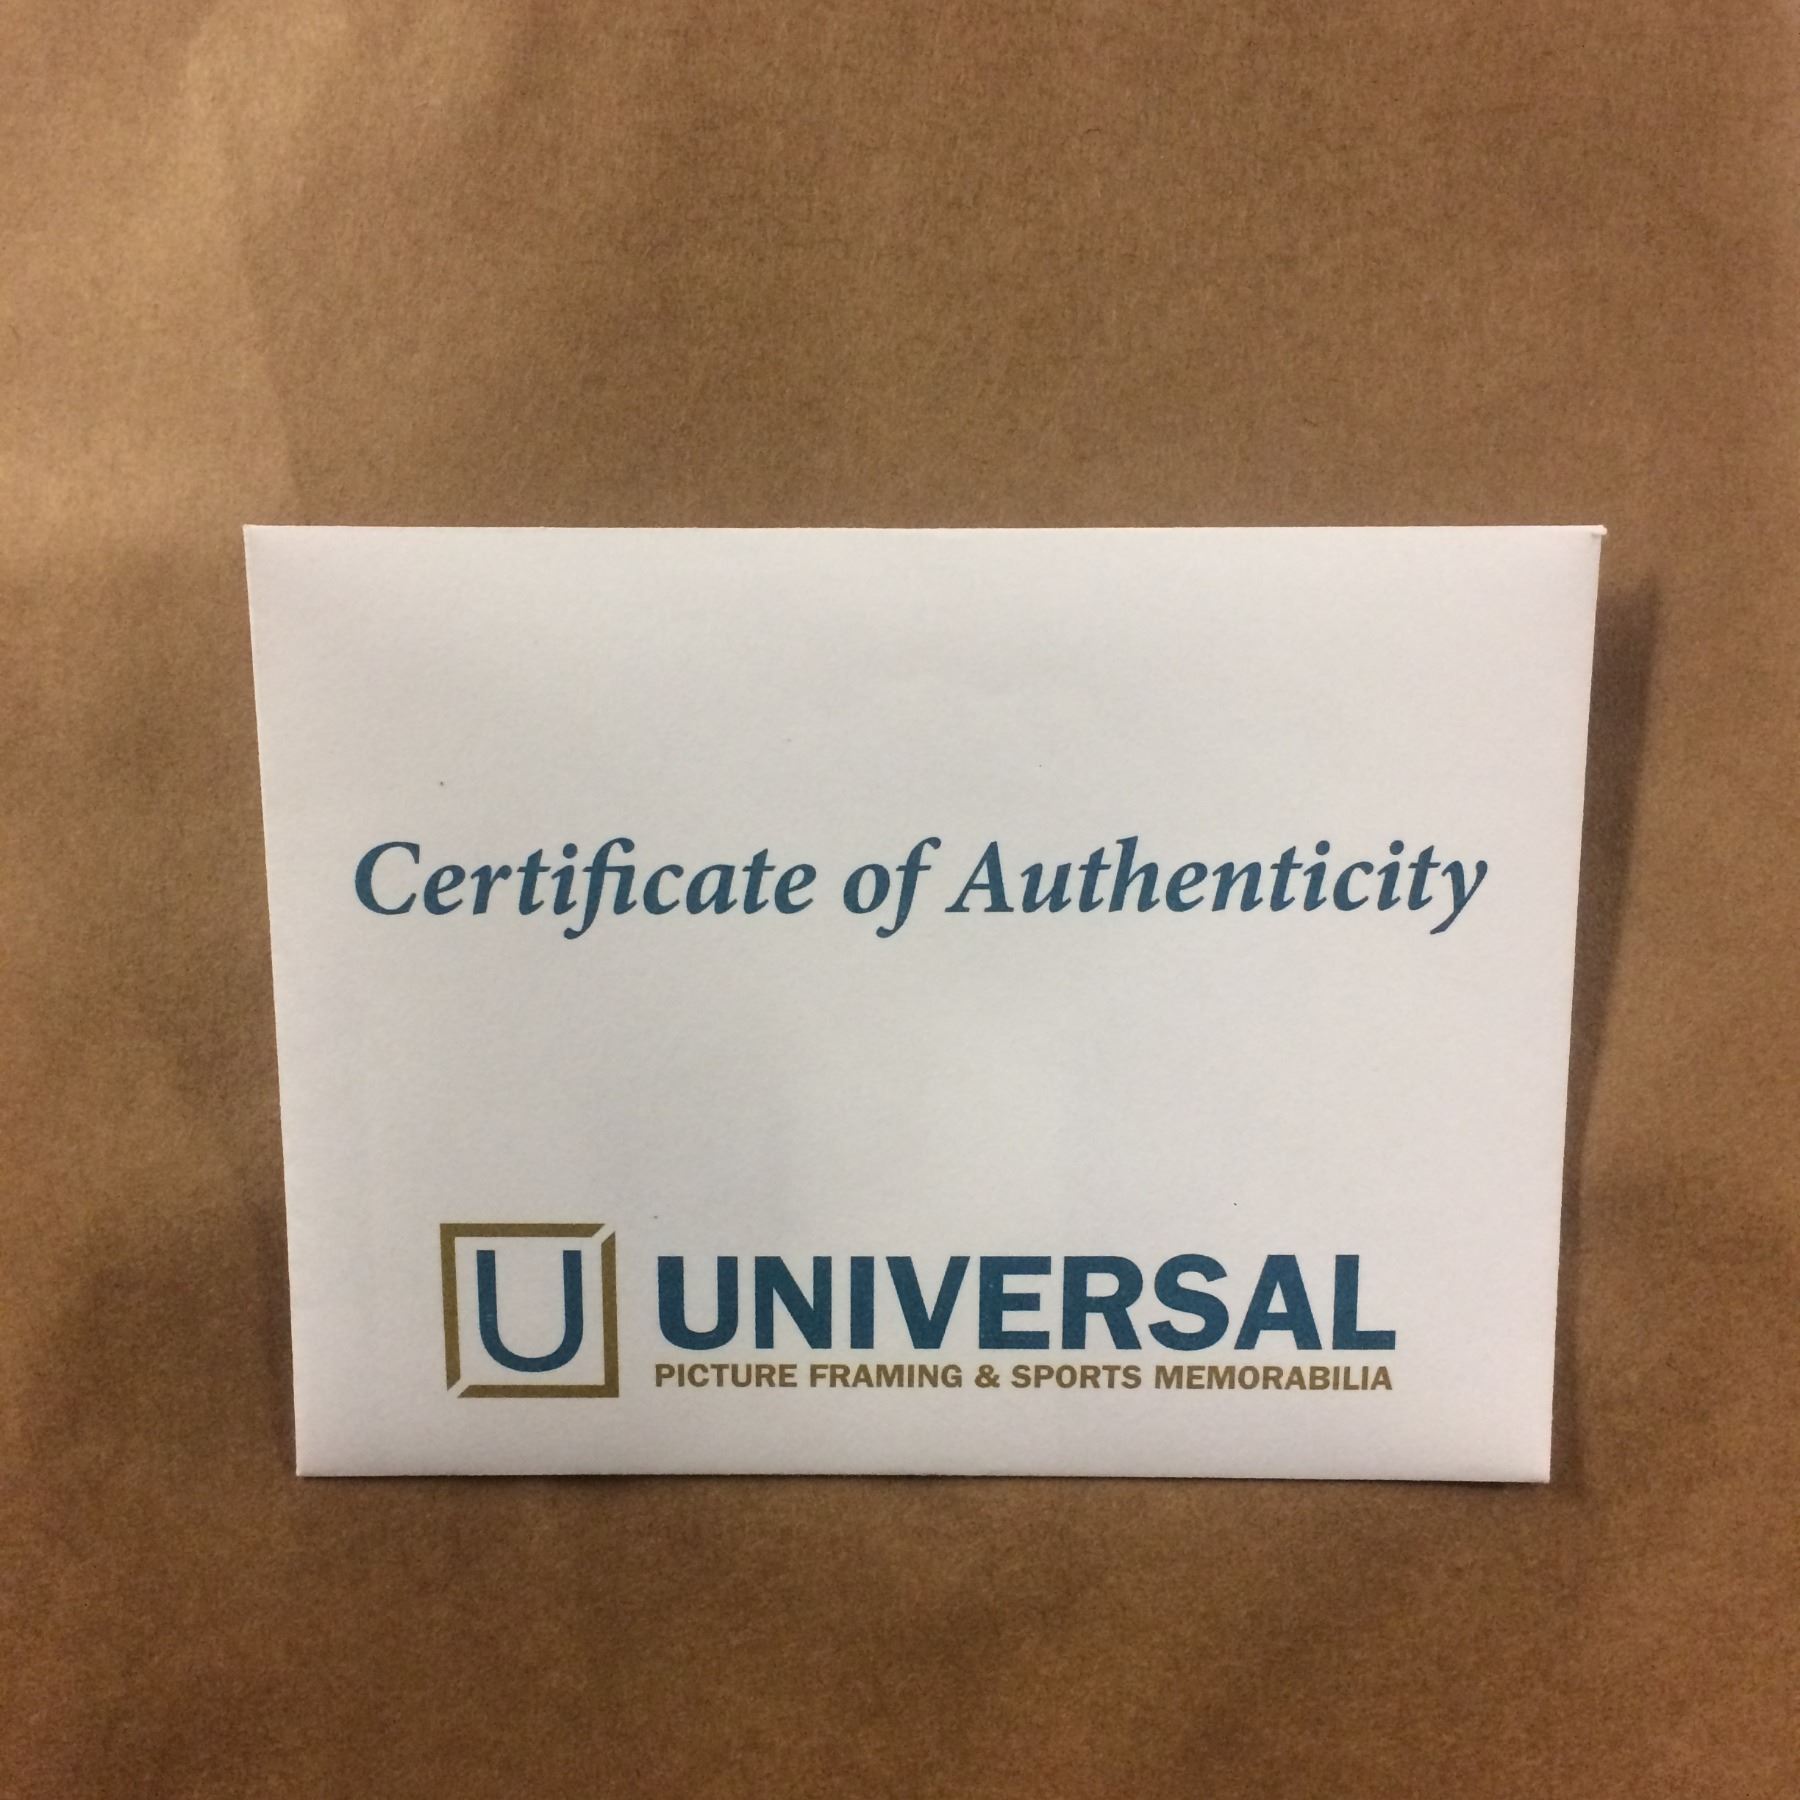 Certificate of Authenticity
U UNIVERSAL
PICTURE FRAMING & SPORTS MEMORABILIA